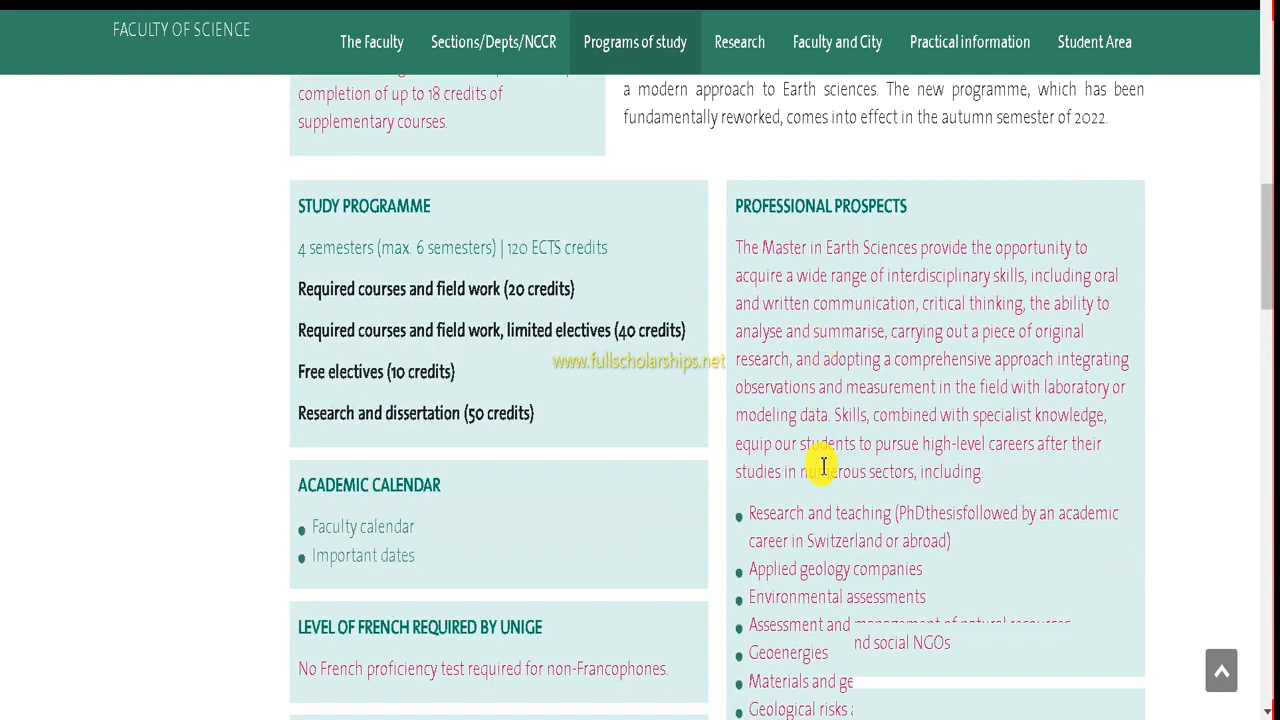 FACULTY OF SCIENCE
The Faculty
Sections/Depts/NCCR
Programs of study
Research
Faculty and City
Practical information
Student Area
completion of up to 18 credits of
supplementary courses.
a modern approach to Earth sciences. The new programme, which has been
fundamentally reworked, comes into effect in the autumn semester of 2022.
STUDY PROGRAMME
4 semesters (max. 6 semesters) | 120 ECTS credits
Required courses and field work (20 credits)
Required courses and field work, limited electives (40 credits)
Free electives (10 credits)
Research and dissertation (50 credits)
www.fullscholarships.net
ACADEMIC CALENDAR
Faculty calendar
Important dates
LEVEL OF FRENCH REQUIRED BY UNIGE
No French proficiency test required for non-Francophones.
PROFESSIONAL PROSPECTS
The Master in Earth Sciences provide the opportunity to
acquire a wide range of interdisciplinary skills, including oral
and written communication, critical thinking, the ability to
analyse and summarise, carrying out a piece of original
research, and adopting a comprehensive approach integrating
observations and measurement in the field with laboratory or
modeling data. Skills, combined with specialist knowledge,
equip our students to pursue high-level careers after their
studies in numerous sectors, including:
Research and teaching (PhDthesisfollowed by an academic
career in Switzerland or abroad)
Applied geology companies
Environmental assessments
Assessment and management of natural resources
nd social NGOs
Geoenergies
Materials and ge
Geological risks